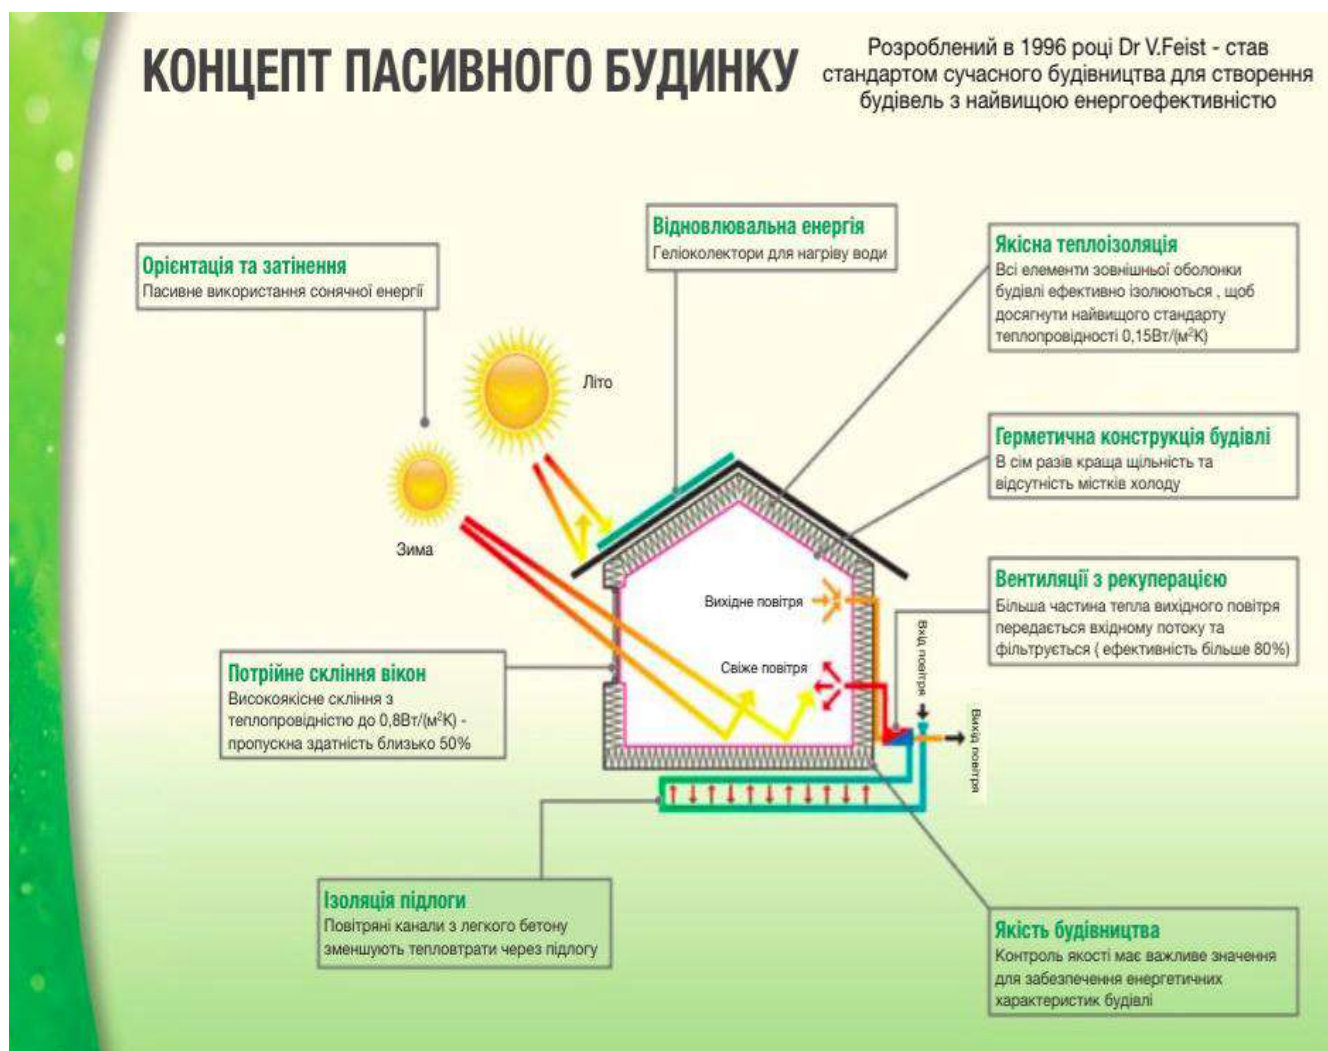 КОНЦЕПТ ПАСИВНОГО БУДИНКУ
Розроблений в 1996 році Dr V.Feist - став
стандартом сучасного будівництва для створення
будівель з найвищою енергоефективністю
Відновлювальна енергія
Геліоколектори для нагріву води
Орієнтація та затінення
Пасивне використання сонячної енергії
Якісна теплоізоляція
Всі елементи зовнішньої оболонки
будівлі ефективно ізолюються , щоб
досягнути найвищого стандарту
теплопровідності 0,15Вт/(м²К)
Літо
Зима
Герметична конструкція будівлі
В сім разів краща щільність та
відсутність містків холоду
Вентиляції з рекуперацією
Більша частина тепла вихідного повітря
передається вхідному потоку та
фільтрується ( ефективність більше 80%)
Вихідне повітря
Свіже повітря
Вхід повітря
Вихід повітря
Потрійне скління вікон
Високоякісне скління з
теплопровідністю до 0,8Вт/(м²К) -
пропускна здатність близько 50%
Ізоляція підлоги
Повітряні канали з легкого бетону
зменшують тепловтрати через підлогу
Якість будівництва
Контроль якості має важливе значення
для забезпечення енергетичних
характеристик будівлі